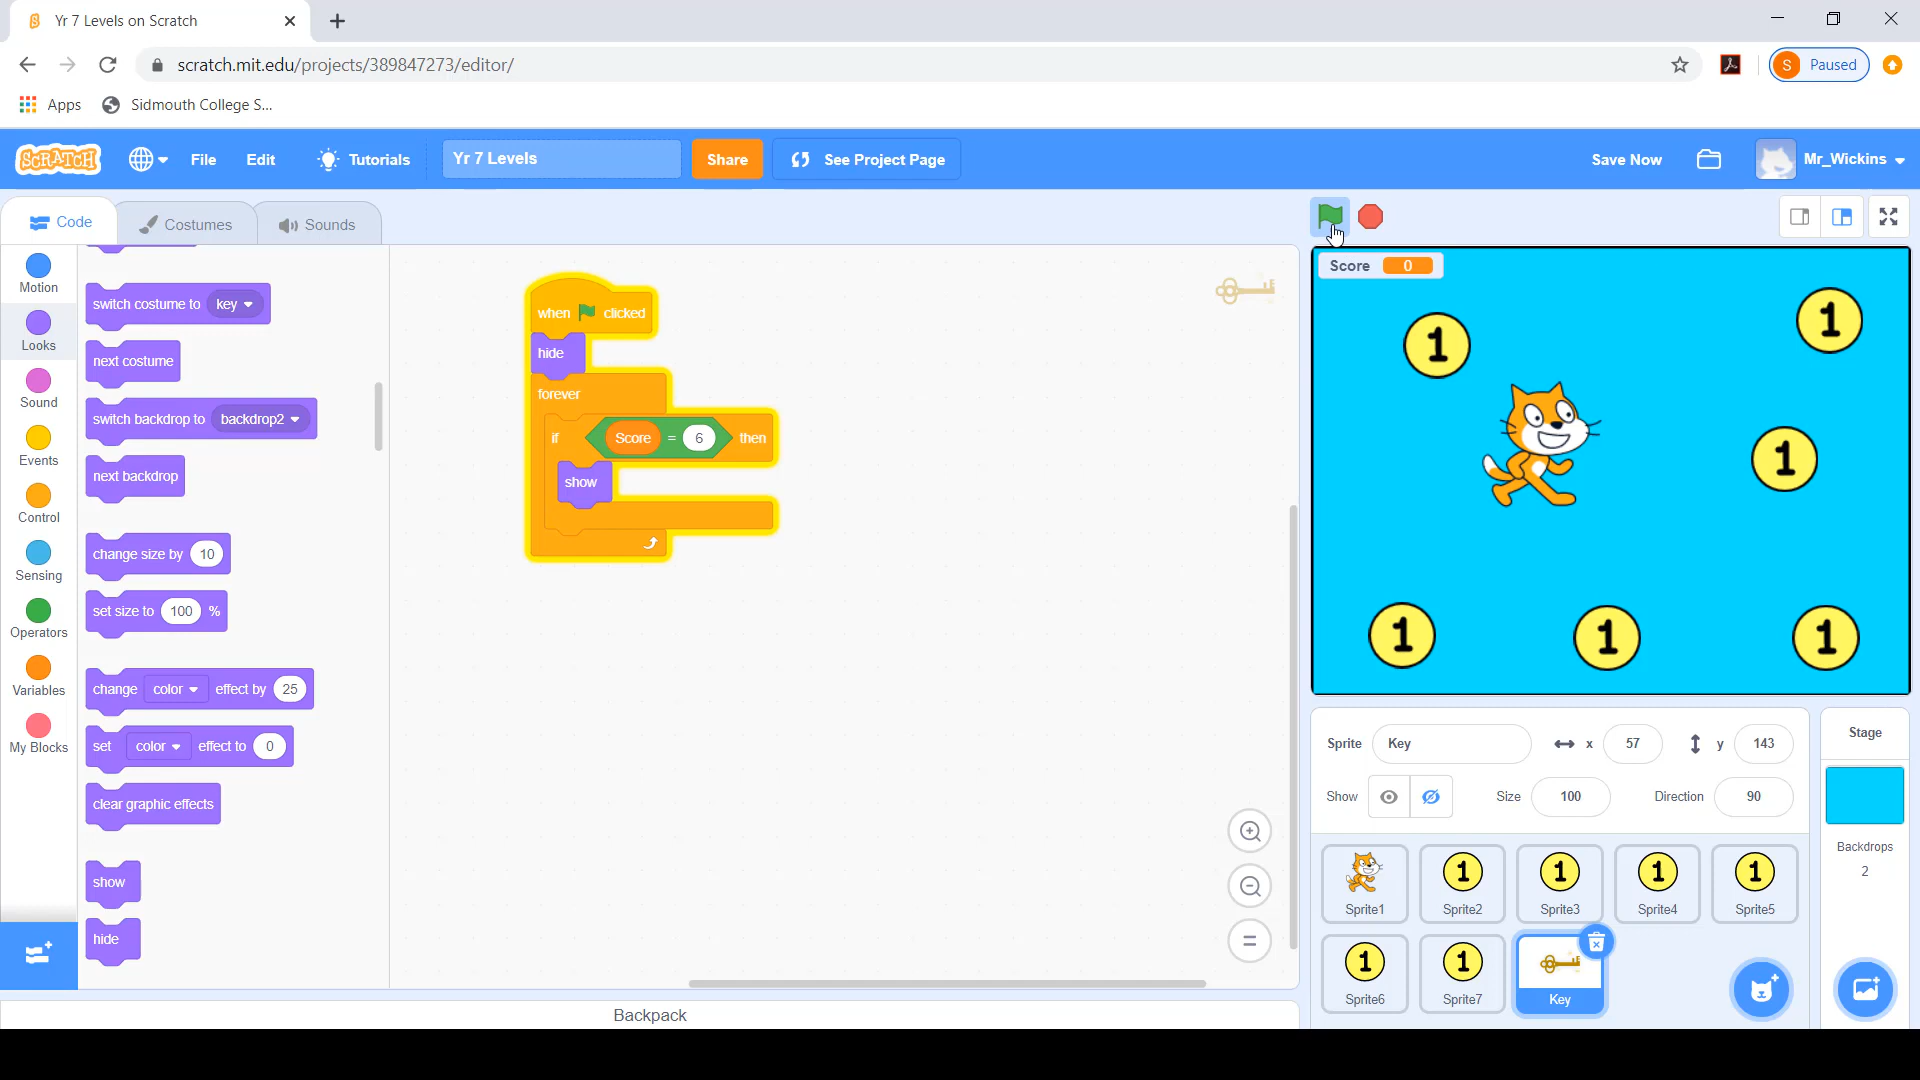 Yr 7 Levels on Scratch
scratch.mit.edu/projects/389847273/editor/
S Paused
Apps Sidmouth College S...
SCRATCH File Edit Tutorials Yr 7 Levels Share See Project Page Save Now Mr_Wickins
Code Costumes Sounds
Motion
Looks
Sound
Events
Control
Sensing
Operators
Variables
My Blocks
switch costume to key
next costume
switch backdrop to backdrop2
next backdrop
change size by 10
set size to 100 %
change color effect by 25
set color effect to 0
clear graphic effects
show
hide
when clicked
hide
forever
if Score = 6 then
show
Backpack
Score 0
1
1
1
1
1
1
Sprite Key x 57 y 143
Show Size 100 Direction 90
1 1 1 1
Sprite1 Sprite2 Sprite3 Sprite4 Sprite5
1 1
Sprite6 Sprite7 Key
Stage
Backdrops
2